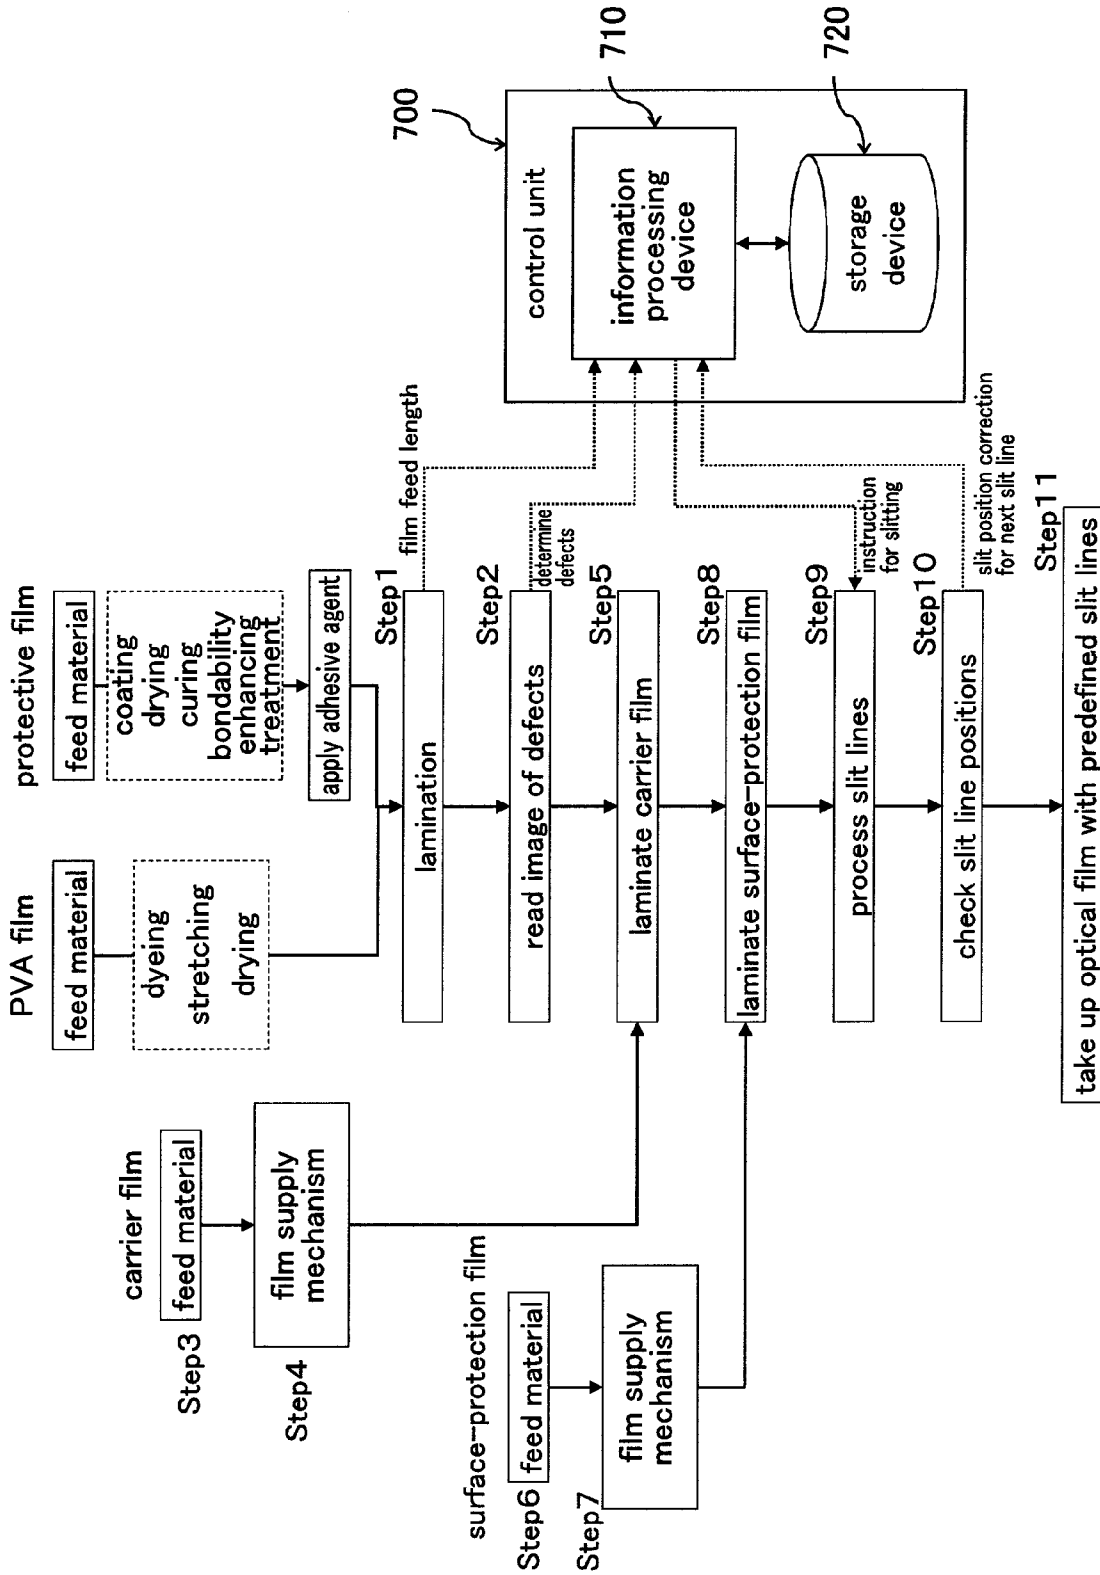 PVA film
feed material
dyeing
stretching
drying
protective film
feed material
coating
drying
curing
bondability
enhancing
treatment
apply adhesive agent
carrier film
Step3
feed material
Step4
film supply
mechanism
surface-protection film
Step6
feed material
Step7
film supply
mechanism
Step1
lamination
film feed length
Step2
read image of defects
determine
defects
Step5
laminate carrier film
Step8
laminate surface-protection film
Step9
process slit lines
instruction
for slitting
Step10
check slit line positions
slit position correction
for next slit line
Step11
take up optical film with predefined slit lines
700
control unit
710
information
processing
device
720
storage
device